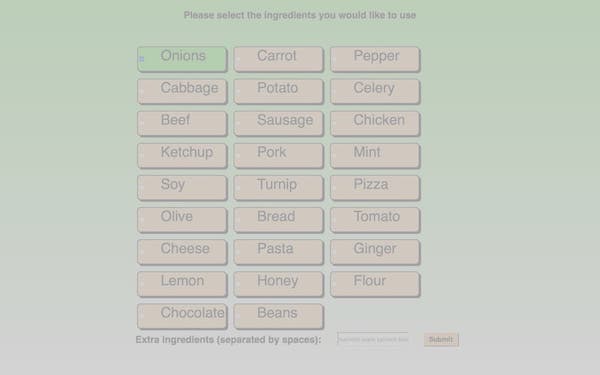 Please select the ingredients you would like to use
Onions Carrot Pepper
Cabbage Potato Celery
Beef Sausage Chicken
Ketchup Pork Mint
Soy Turnip Pizza
Olive Bread Tomato
Cheese Pasta Ginger
Lemon Honey Flour
Chocolate Beans
Extra ingredients (separated by spaces): Submit